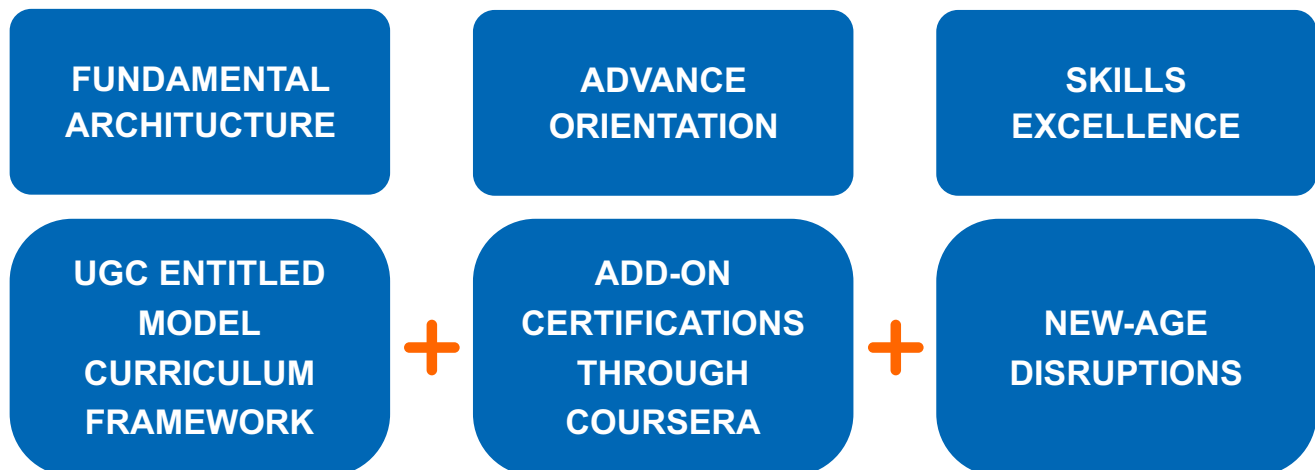 FUNDAMENTAL
ARCHITUCTURE
ADVANCE
ORIENTATION
SKILLS
EXCELLENCE
UGC ENTITLED
MODEL
CURRICULUM
FRAMEWORK
+
ADD-ON
CERTIFICATIONS
THROUGH
COURSERA
+
NEW-AGE
DISRUPTIONS